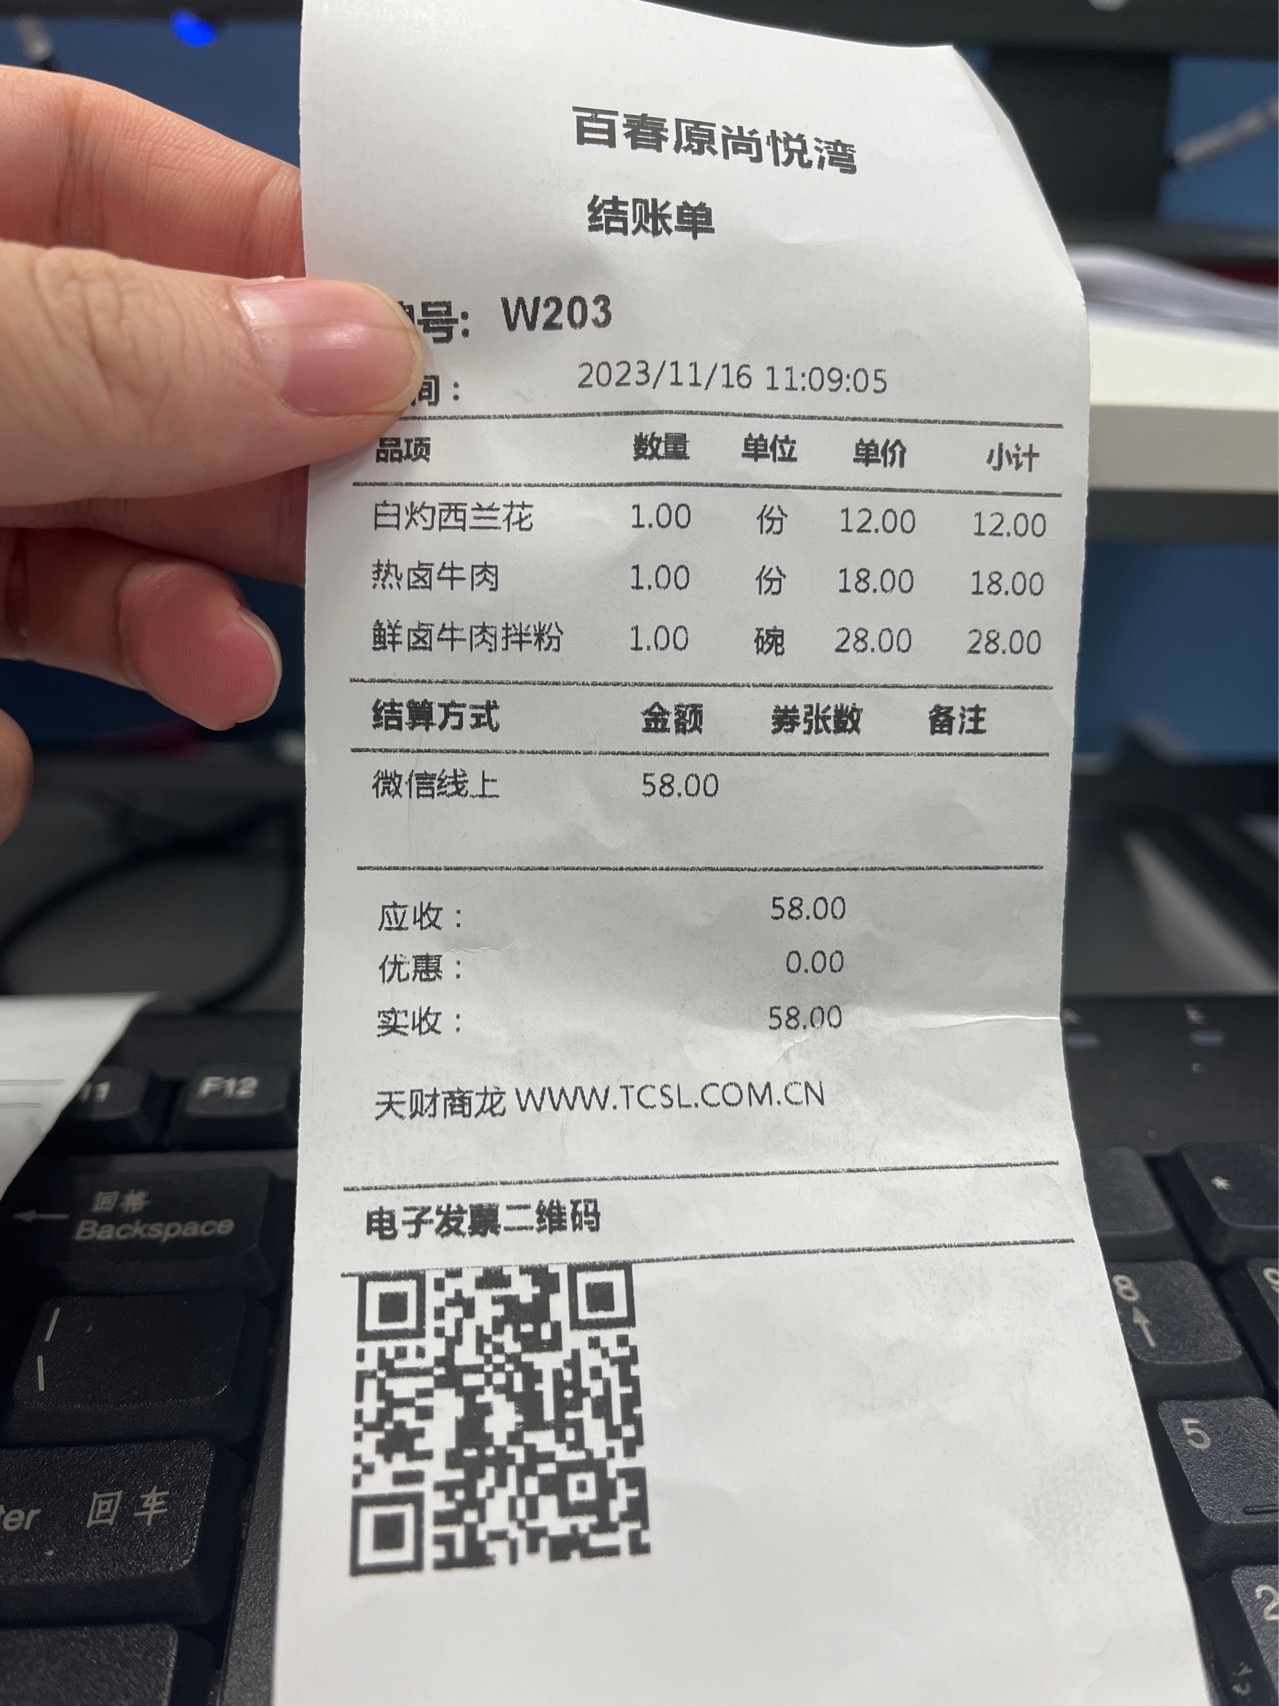 百春原尚悦湾
结账单
号: W203
间： 2023/11/16 11:09:05
品项 数量 单位 单价 小计
白灼西兰花 1.00 份 12.00 12.00
热卤牛肉 1.00 份 18.00 18.00
鲜卤牛肉拌粉 1.00 碗 28.00 28.00
结算方式 金额 券张数 备注
微信线上 58.00
应收： 58.00
优惠： 0.00
实收： 58.00
天财商龙 WWW.TCSL.COM.CN
电子发票二维码
F12
回格
Backspace
回车
*
8
5
2